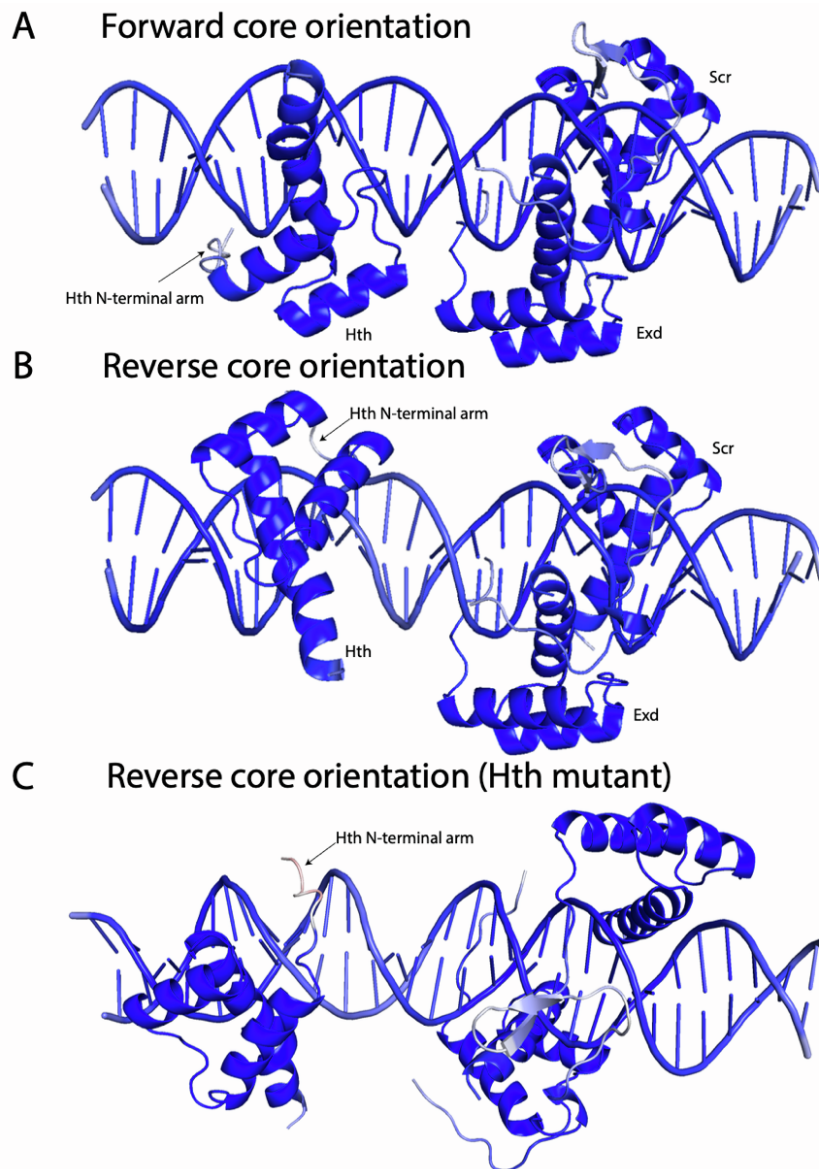 A Forward core orientation
Scr
Hth N-terminal arm
Hth
Exd
B Reverse core orientation
Hth N-terminal arm
Scr
Hth
Exd
C Reverse core orientation (Hth mutant)
Hth N-terminal arm